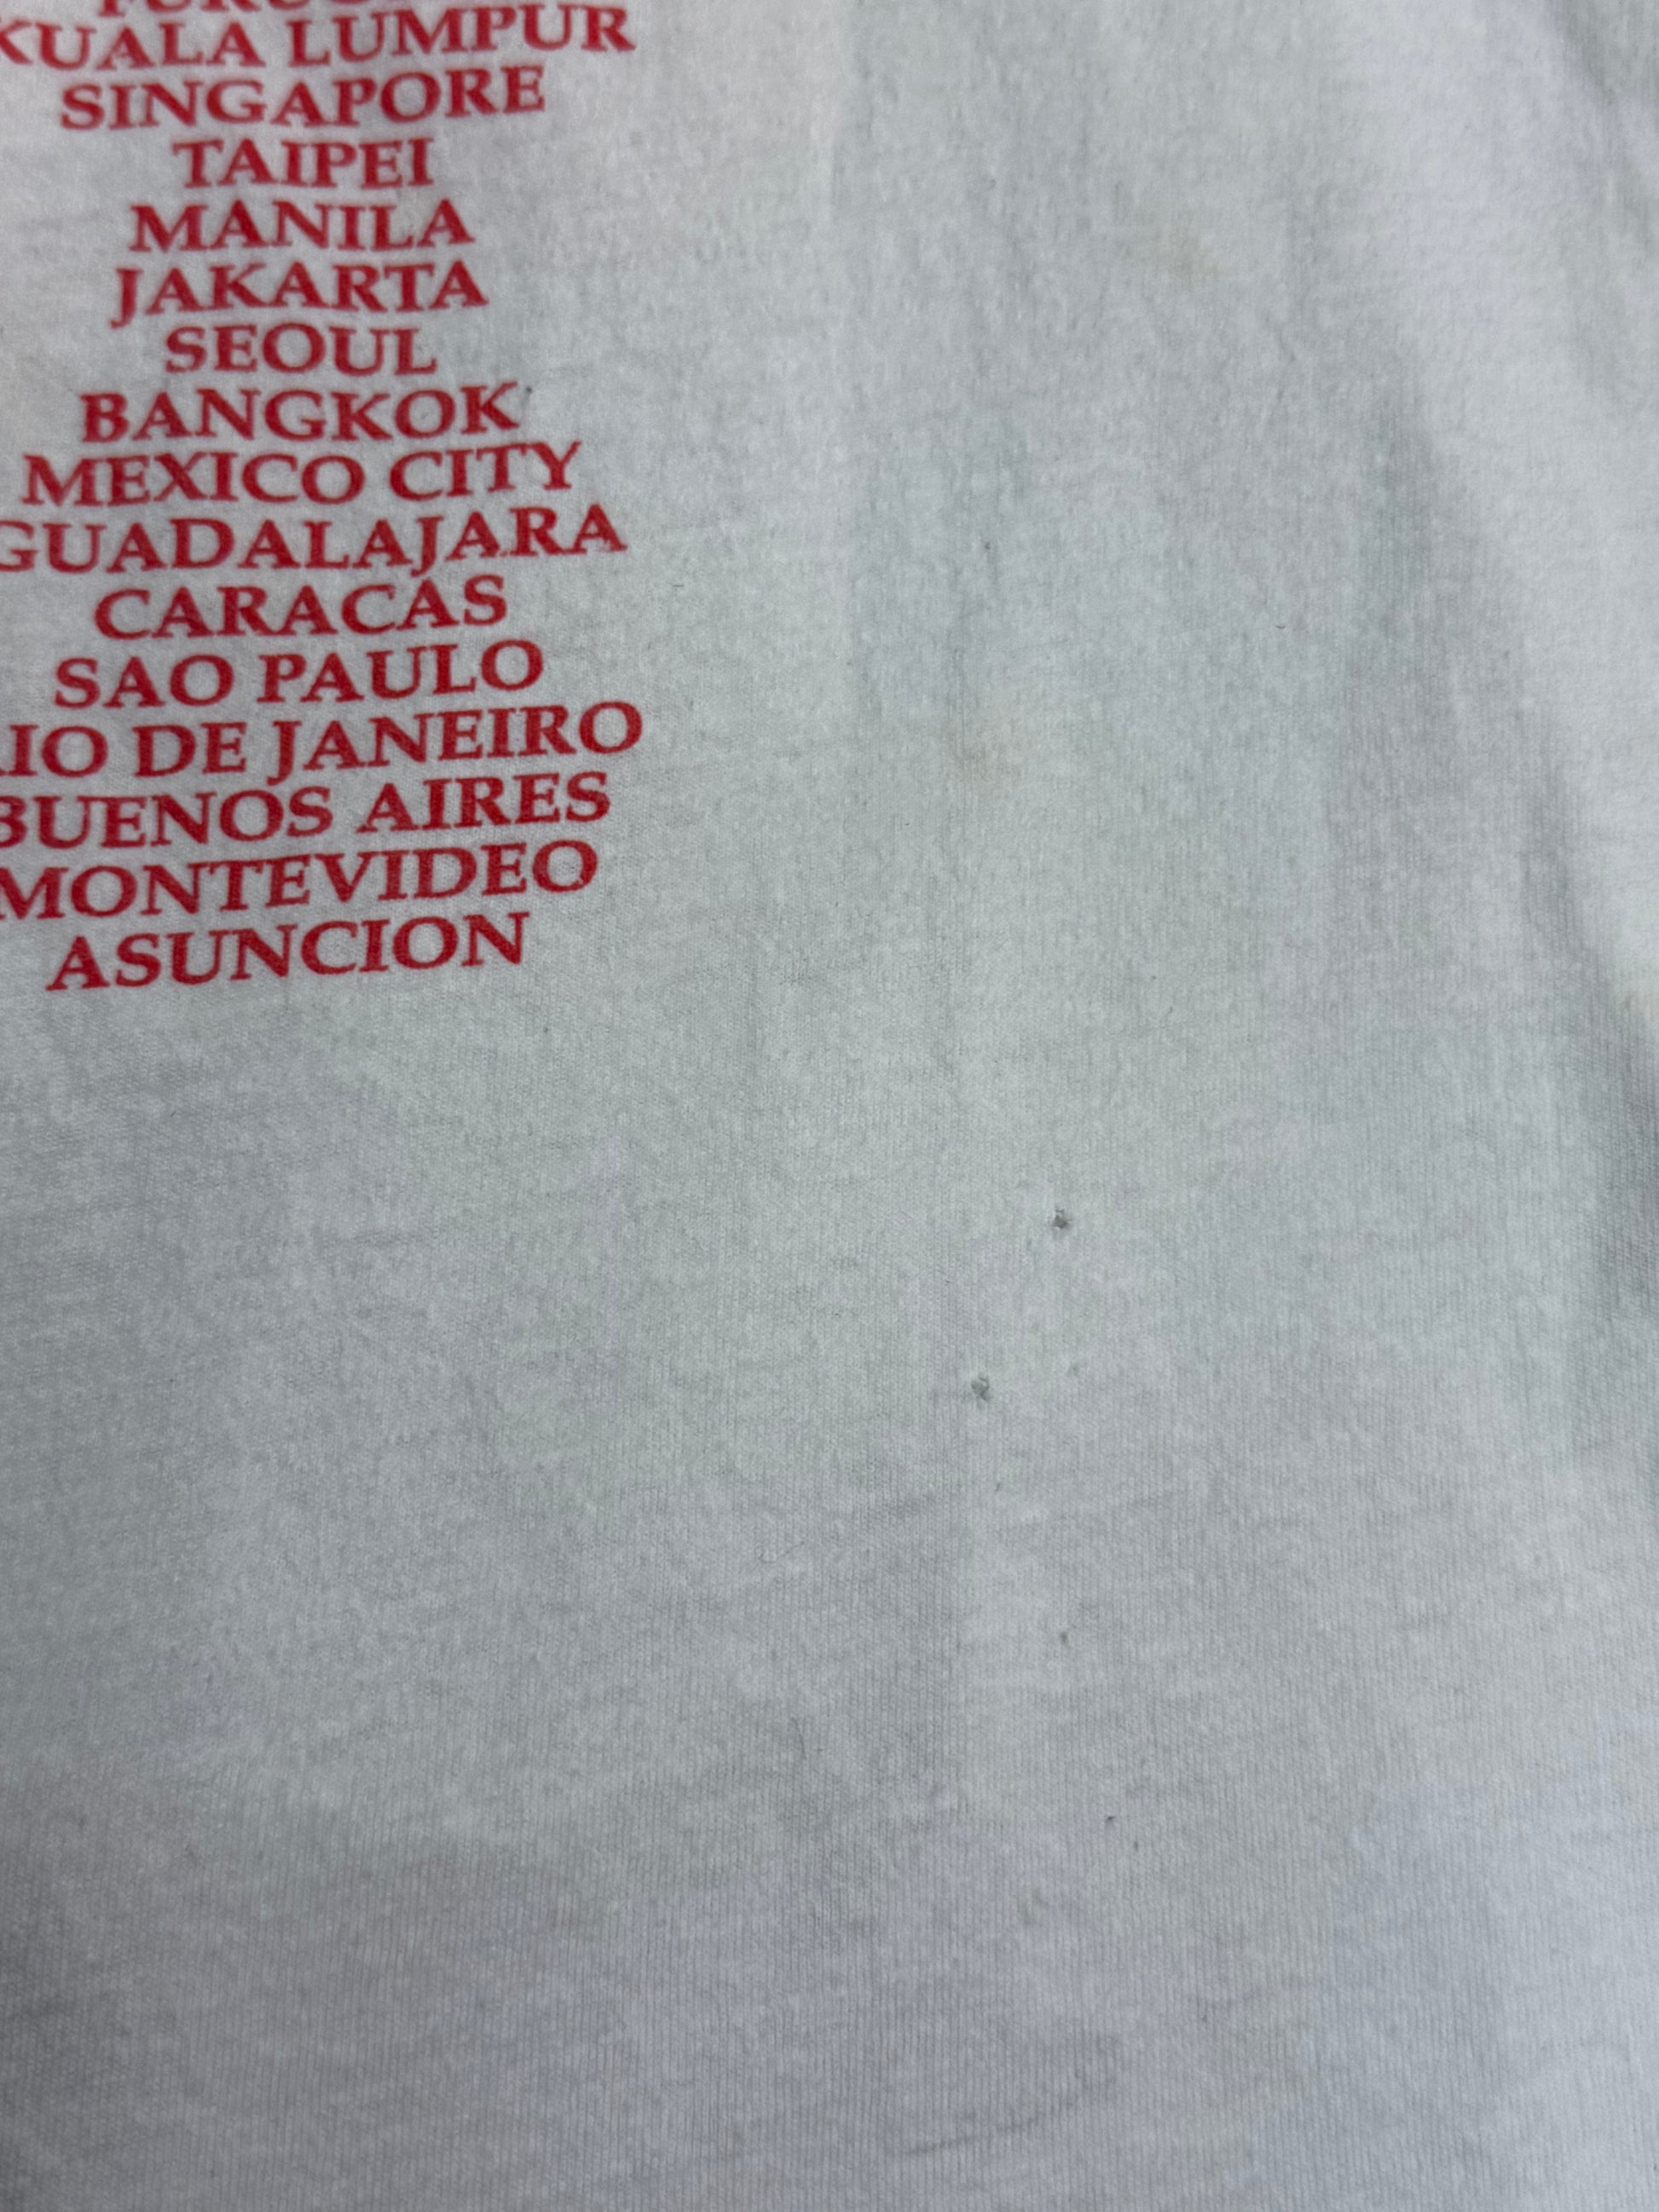 KUALA LUMPUR
SINGAPORE
TAIPEI
MANILA
JAKARTA
SEOUL
BANGKOK
MEXICO CITY
GUADALAJARA
CARACAS
SAO PAULO
RIO DE JANEIRO
BUENOS AIRES
MONTEVIDEO
ASUNCION